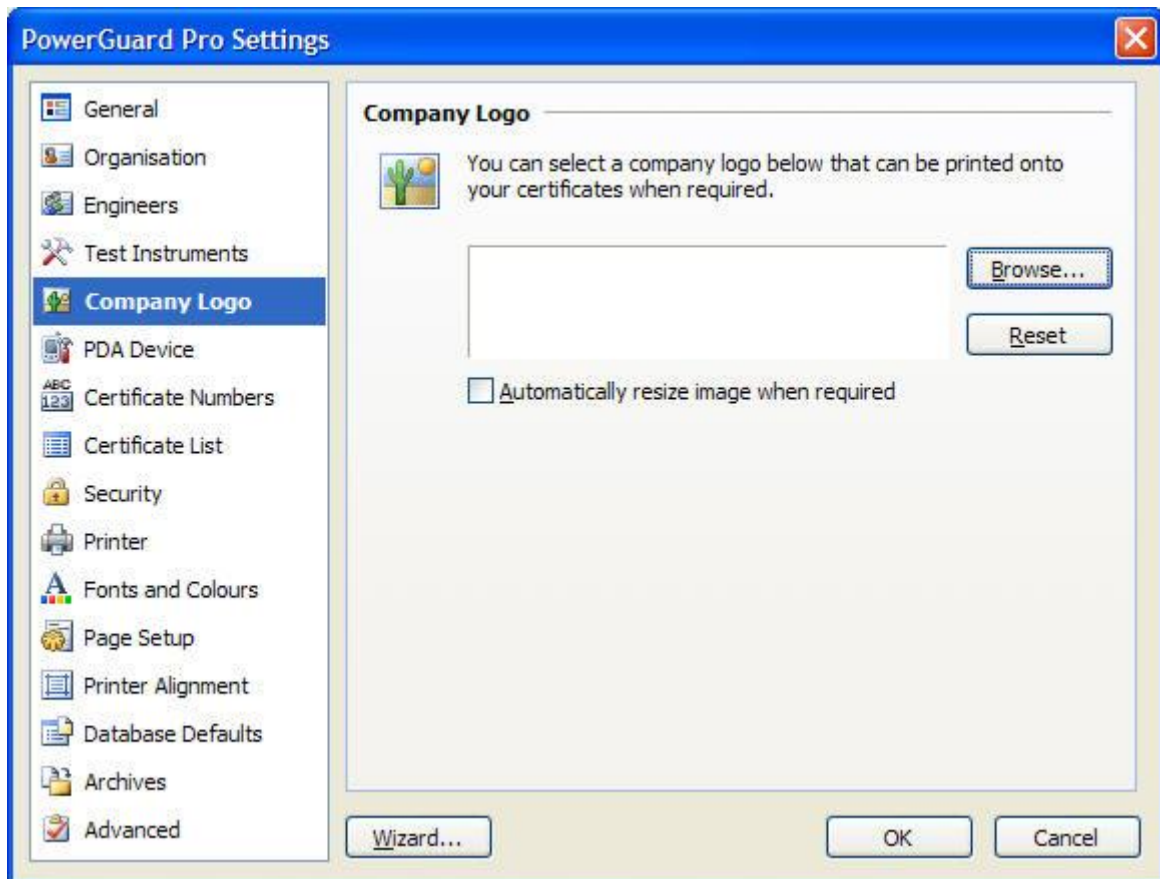 PowerGuard Pro Settings
General
Organisation
Engineers
Test Instruments
Company Logo
PDA Device
ABC
123
Certificate Numbers
Certificate List
Security
Printer
A
Fonts and Colours
Page Setup
Printer Alignment
Database Defaults
Archives
Advanced
Company Logo
You can select a company logo below that can be printed onto
your certificates when required.
Browse...
Reset
Automatically resize image when required
Wizard...
OK
Cancel